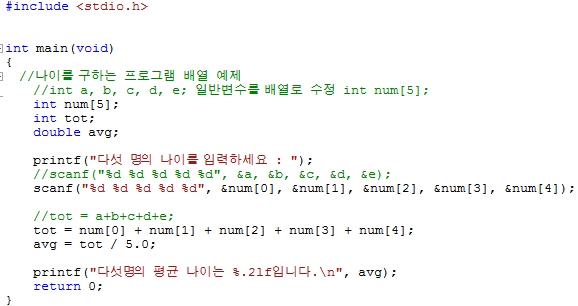 #include <stdio.h>
int main(void)
{
//나이를 구하는 프로그램 배열 예제
//int a, b, c, d, e; 일반변수를 배열로 수정 int num[5];
int num[5];
int tot;
double avg;
printf("다섯 명의 나이를 입력하세요 : ");
//scanf("%d %d %d %d %d", &a, &b, &c, &d, &e);
scanf("%d %d %d %d %d", &num[0], &num[1], &num[2], &num[3], &num[4]);
//tot = a+b+c+d+e;
tot = num[0] + num[1] + num[2] + num[3] + num[4];
avg = tot / 5.0;
printf("다섯명의 평균 나이는 %.2lf입니다.\n", avg);
return 0;
}